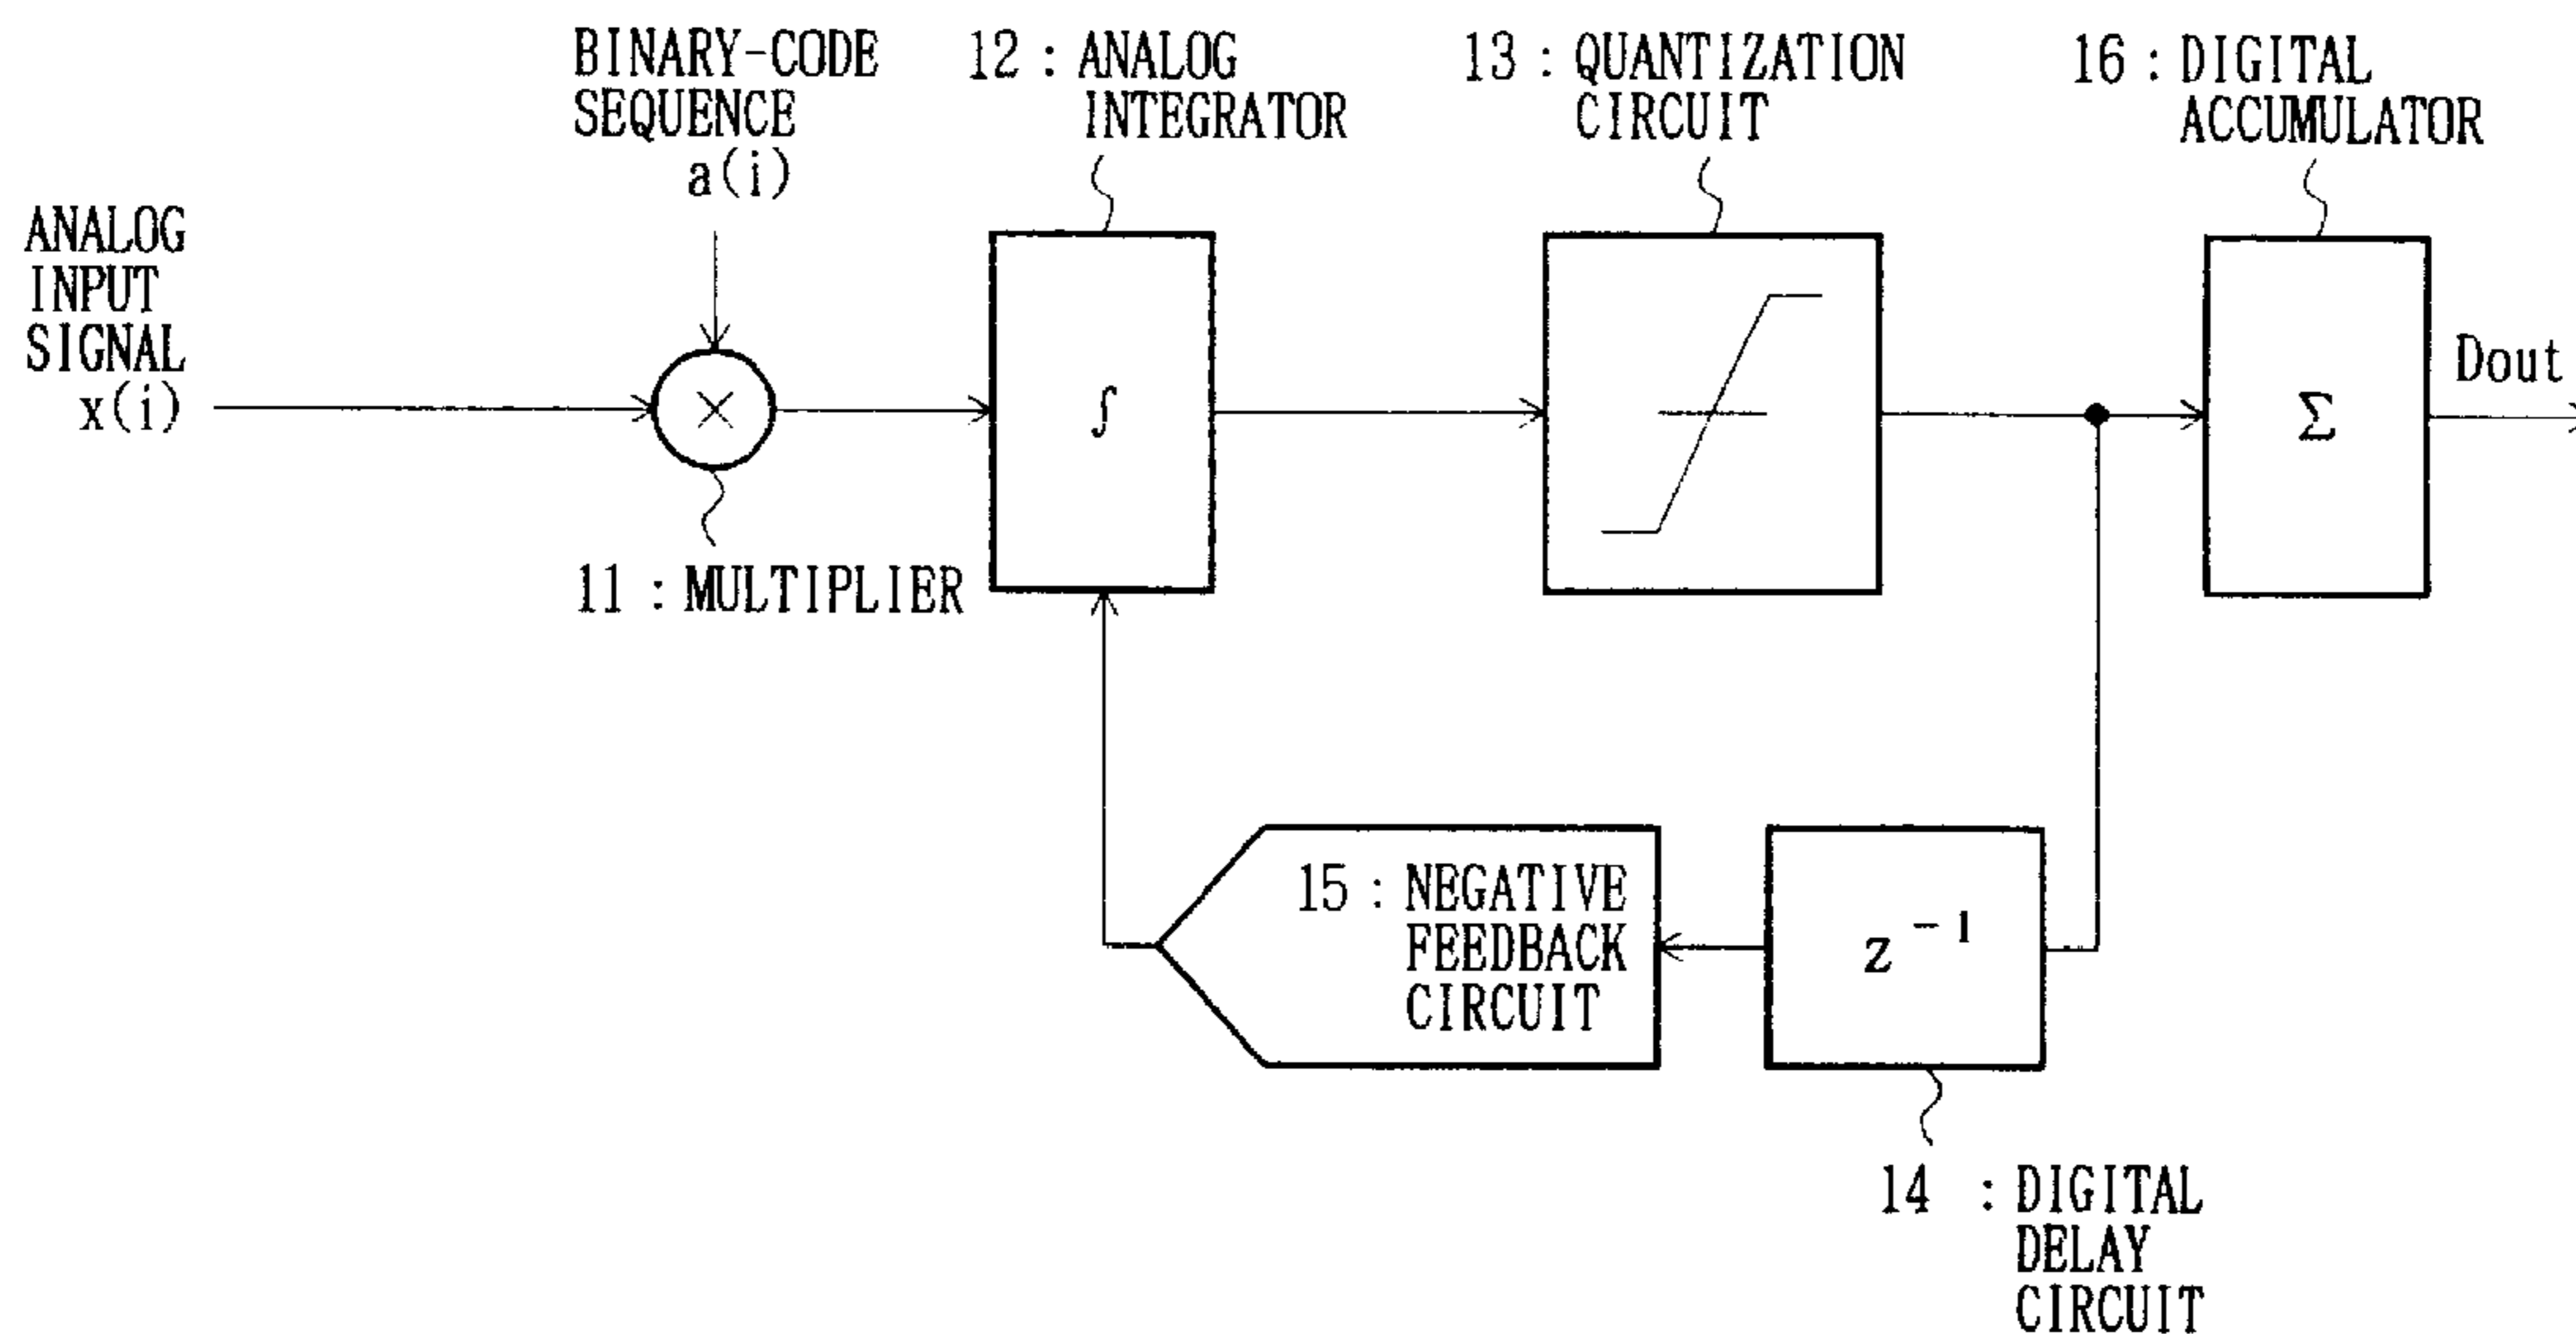 BINARY-CODE
SEQUENCE
a(i)
12 : ANALOG
INTEGRATOR
13 : QUANTIZATION
CIRCUIT
16 : DIGITAL
ACCUMULATOR
ANALOG
INPUT
SIGNAL
x(i)
×
∫
Σ
Dout
11 : MULTIPLIER
15 : NEGATIVE
FEEDBACK
CIRCUIT
z⁻¹
14 : DIGITAL
DELAY
CIRCUIT